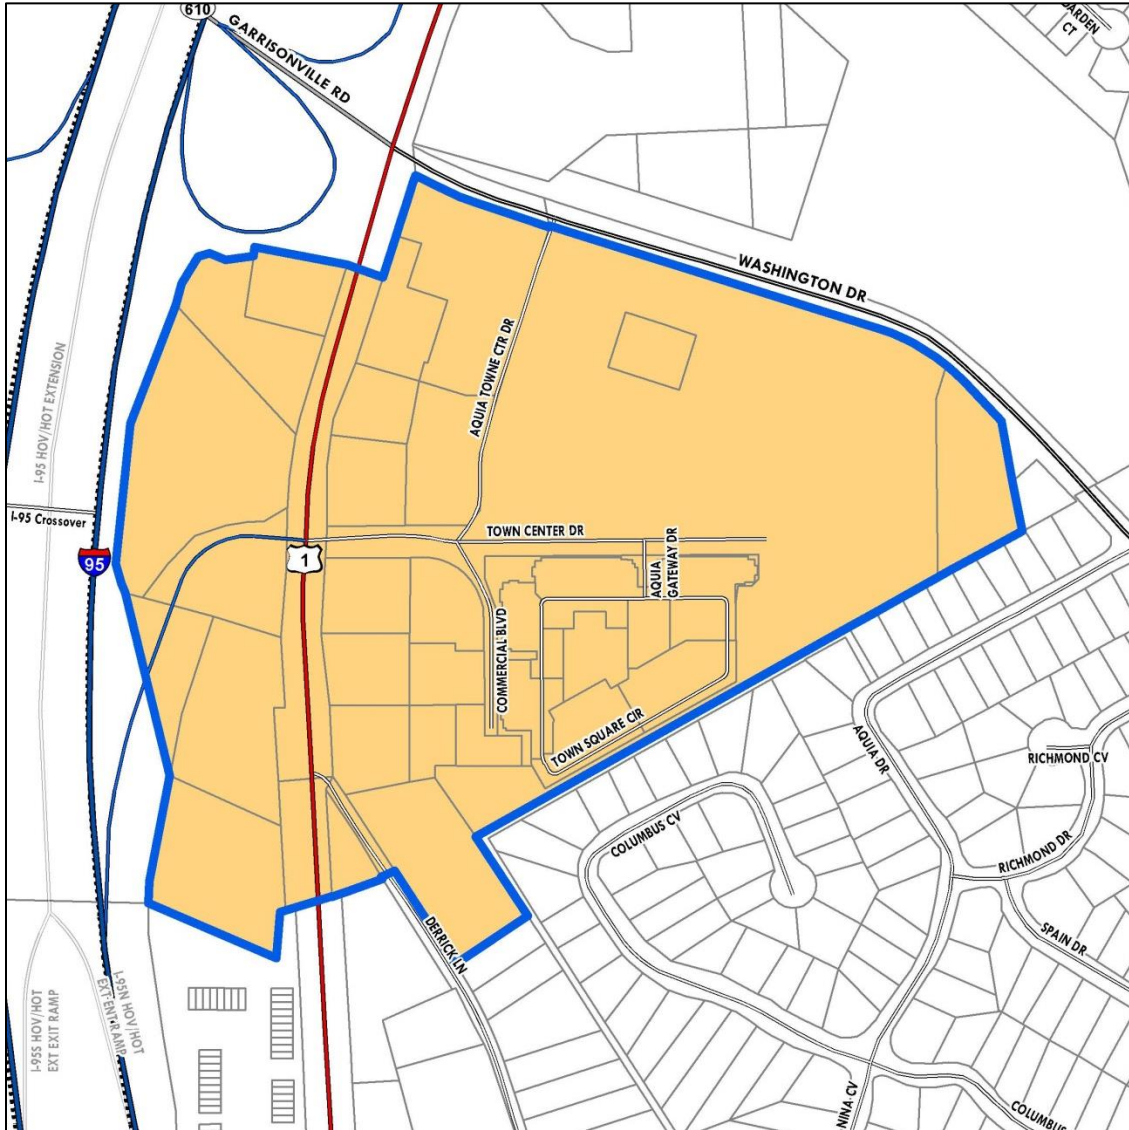 610
GARRISONVILLE RD
GARDEN
CT
WASHINGTON DR
I-95 HOV/HOT EXTENSION
AQUIA TOWNE CTR DR
I-95 Crossover
TOWN CENTER DR
1
95
AQUIA
GATEWAY DR
COMMERCIAL BLVD
TOWN SQUARE CIR
AQUIA DR
RICHMOND CV
COLUMBUS CV
RICHMOND DR
DERRICK LN
SPAIN DR
I-95S HOV/HOT
EXT EXIT RAMP
I-95N HOV/HOT
EXT ENT RAMP
NINA CV
COLUMBUS